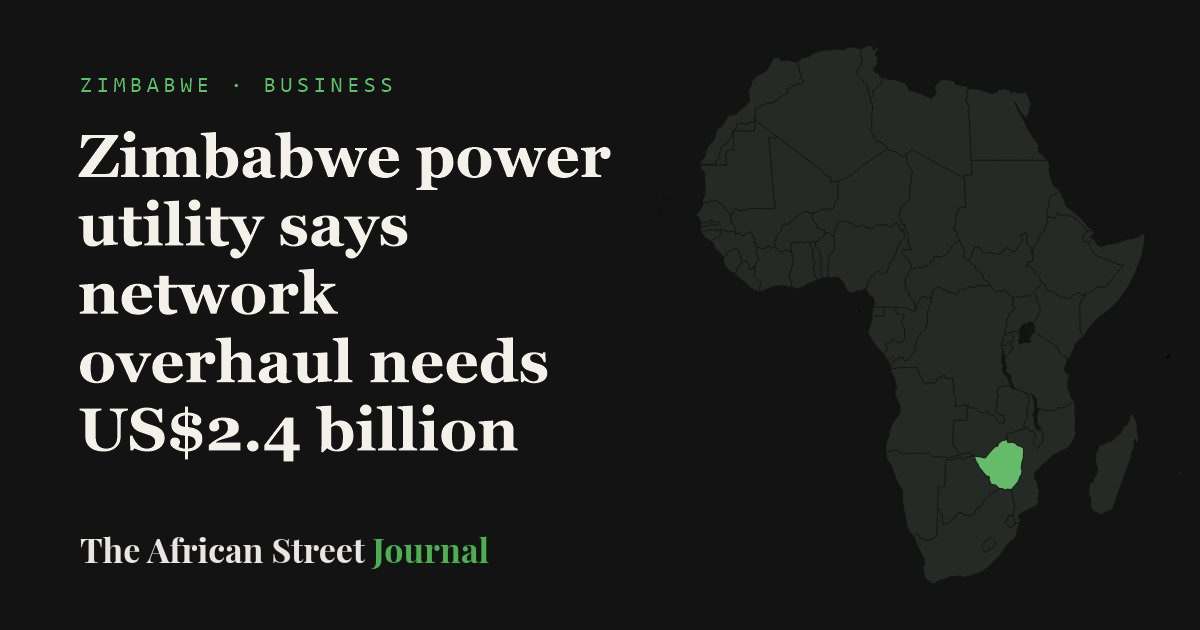 ZIMBABWE · BUSINESS
Zimbabwe power
utility says
network
overhaul needs
US$2.4 billion
The African Street Journal